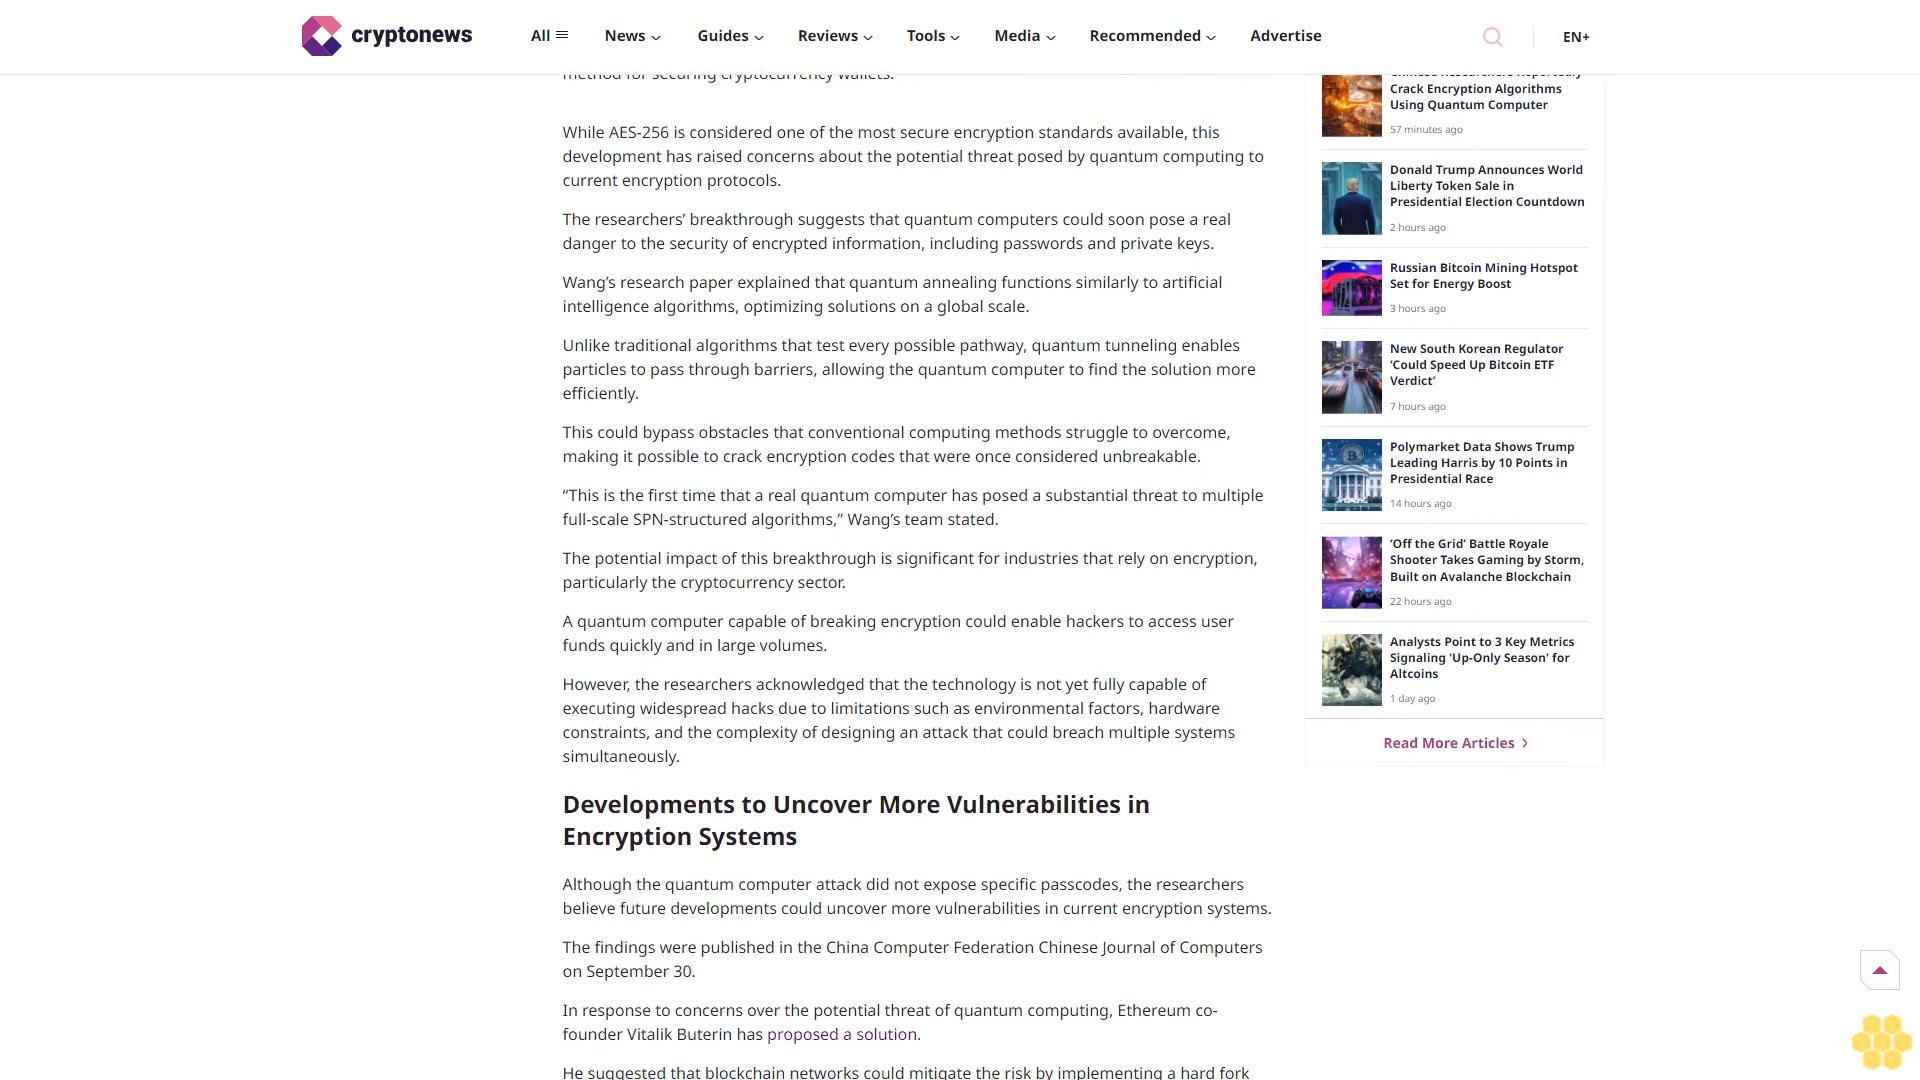 cryptonews
All
News
Guides
Reviews
Tools
Media
Recommended
Advertise
EN+
method for securing cryptocurrency wallets.
While AES-256 is considered one of the most secure encryption standards available, this
development has raised concerns about the potential threat posed by quantum computing to
current encryption protocols.
The researchers’ breakthrough suggests that quantum computers could soon pose a real
danger to the security of encrypted information, including passwords and private keys.
Wang’s research paper explained that quantum annealing functions similarly to artificial
intelligence algorithms, optimizing solutions on a global scale.
Unlike traditional algorithms that test every possible pathway, quantum tunneling enables
particles to pass through barriers, allowing the quantum computer to find the solution more
efficiently.
This could bypass obstacles that conventional computing methods struggle to overcome,
making it possible to crack encryption codes that were once considered unbreakable.
“This is the first time that a real quantum computer has posed a substantial threat to multiple
full-scale SPN-structured algorithms,” Wang’s team stated.
The potential impact of this breakthrough is significant for industries that rely on encryption,
particularly the cryptocurrency sector.
A quantum computer capable of breaking encryption could enable hackers to access user
funds quickly and in large volumes.
However, the researchers acknowledged that the technology is not yet fully capable of
executing widespread hacks due to limitations such as environmental factors, hardware
constraints, and the complexity of designing an attack that could breach multiple systems
simultaneously.
Developments to Uncover More Vulnerabilities in
Encryption Systems
Although the quantum computer attack did not expose specific passcodes, the researchers
believe future developments could uncover more vulnerabilities in current encryption systems.
The findings were published in the China Computer Federation Chinese Journal of Computers
on September 30.
In response to concerns over the potential threat of quantum computing, Ethereum co-
founder Vitalik Buterin has proposed a solution.
He suggested that blockchain networks could mitigate the risk by implementing a hard fork
Chinese Researchers Reportedly
Crack Encryption Algorithms
Using Quantum Computer
57 minutes ago
Donald Trump Announces World
Liberty Token Sale in
Presidential Election Countdown
2 hours ago
Russian Bitcoin Mining Hotspot
Set for Energy Boost
3 hours ago
New South Korean Regulator
‘Could Speed Up Bitcoin ETF
Verdict’
7 hours ago
Polymarket Data Shows Trump
Leading Harris by 10 Points in
Presidential Race
14 hours ago
‘Off the Grid’ Battle Royale
Shooter Takes Gaming by Storm,
Built on Avalanche Blockchain
22 hours ago
Analysts Point to 3 Key Metrics
Signaling 'Up-Only Season' for
Altcoins
1 day ago
Read More Articles